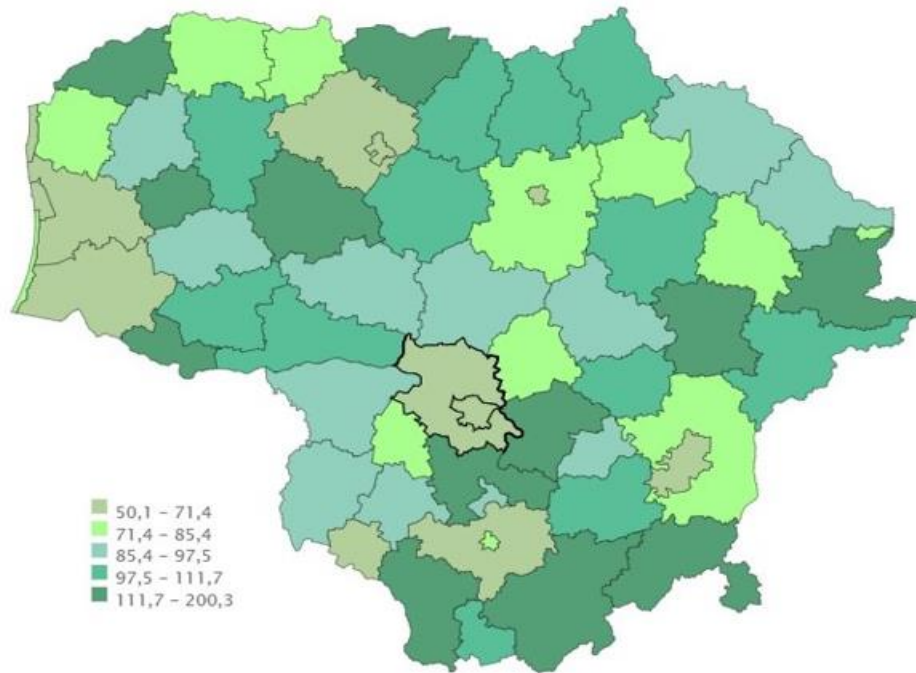 50,1 – 71,4
71,4 – 85,4
85,4 – 97,5
97,5 – 111,7
111,7 – 200,3